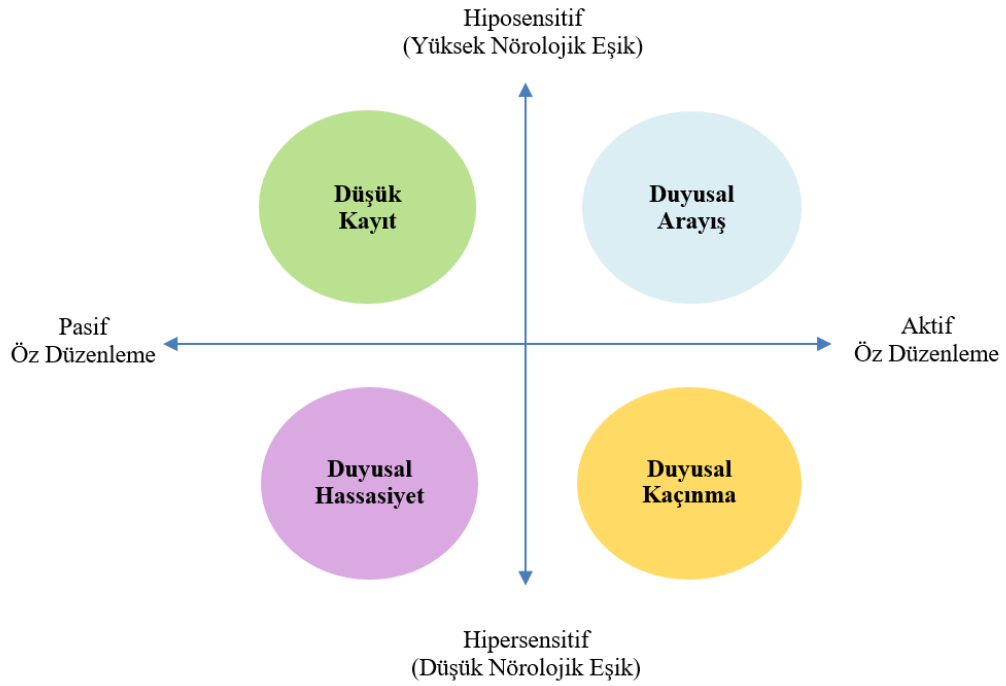 Hiposensitif
(Yüksek Nörolojik Eşik)
Düşük
Kayıt
Duyusal
Arayış
Pasif
Öz Düzenleme
Aktif
Öz Düzenleme
Duyusal
Hassasiyet
Duyusal
Kaçınma
Hipersensitif
(Düşük Nörolojik Eşik)